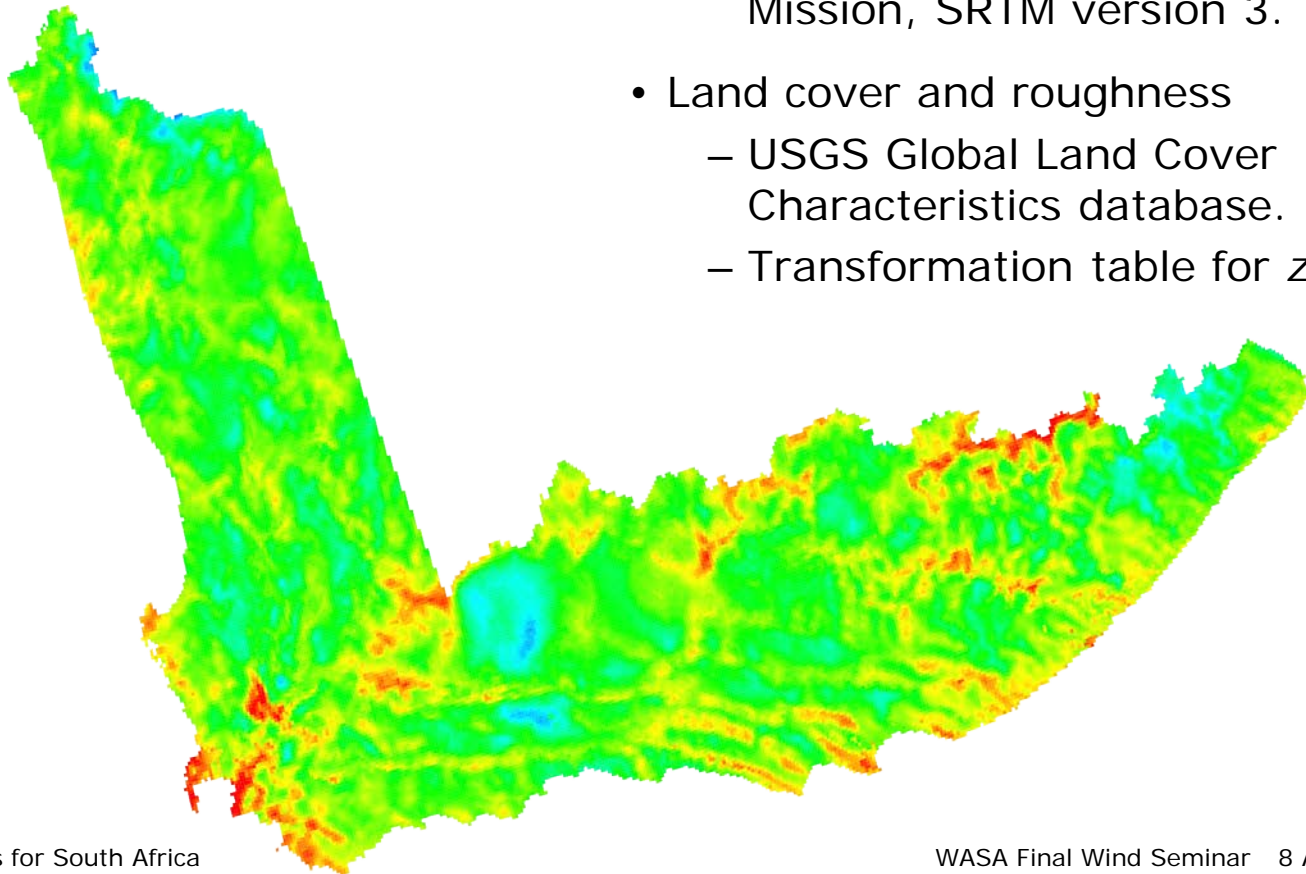 Mission, SRTM version 3.
• Land cover and roughness
– USGS Global Land Cover
Characteristics database.
– Transformation table for z
s for South Africa
WASA Final Wind Seminar 8 A